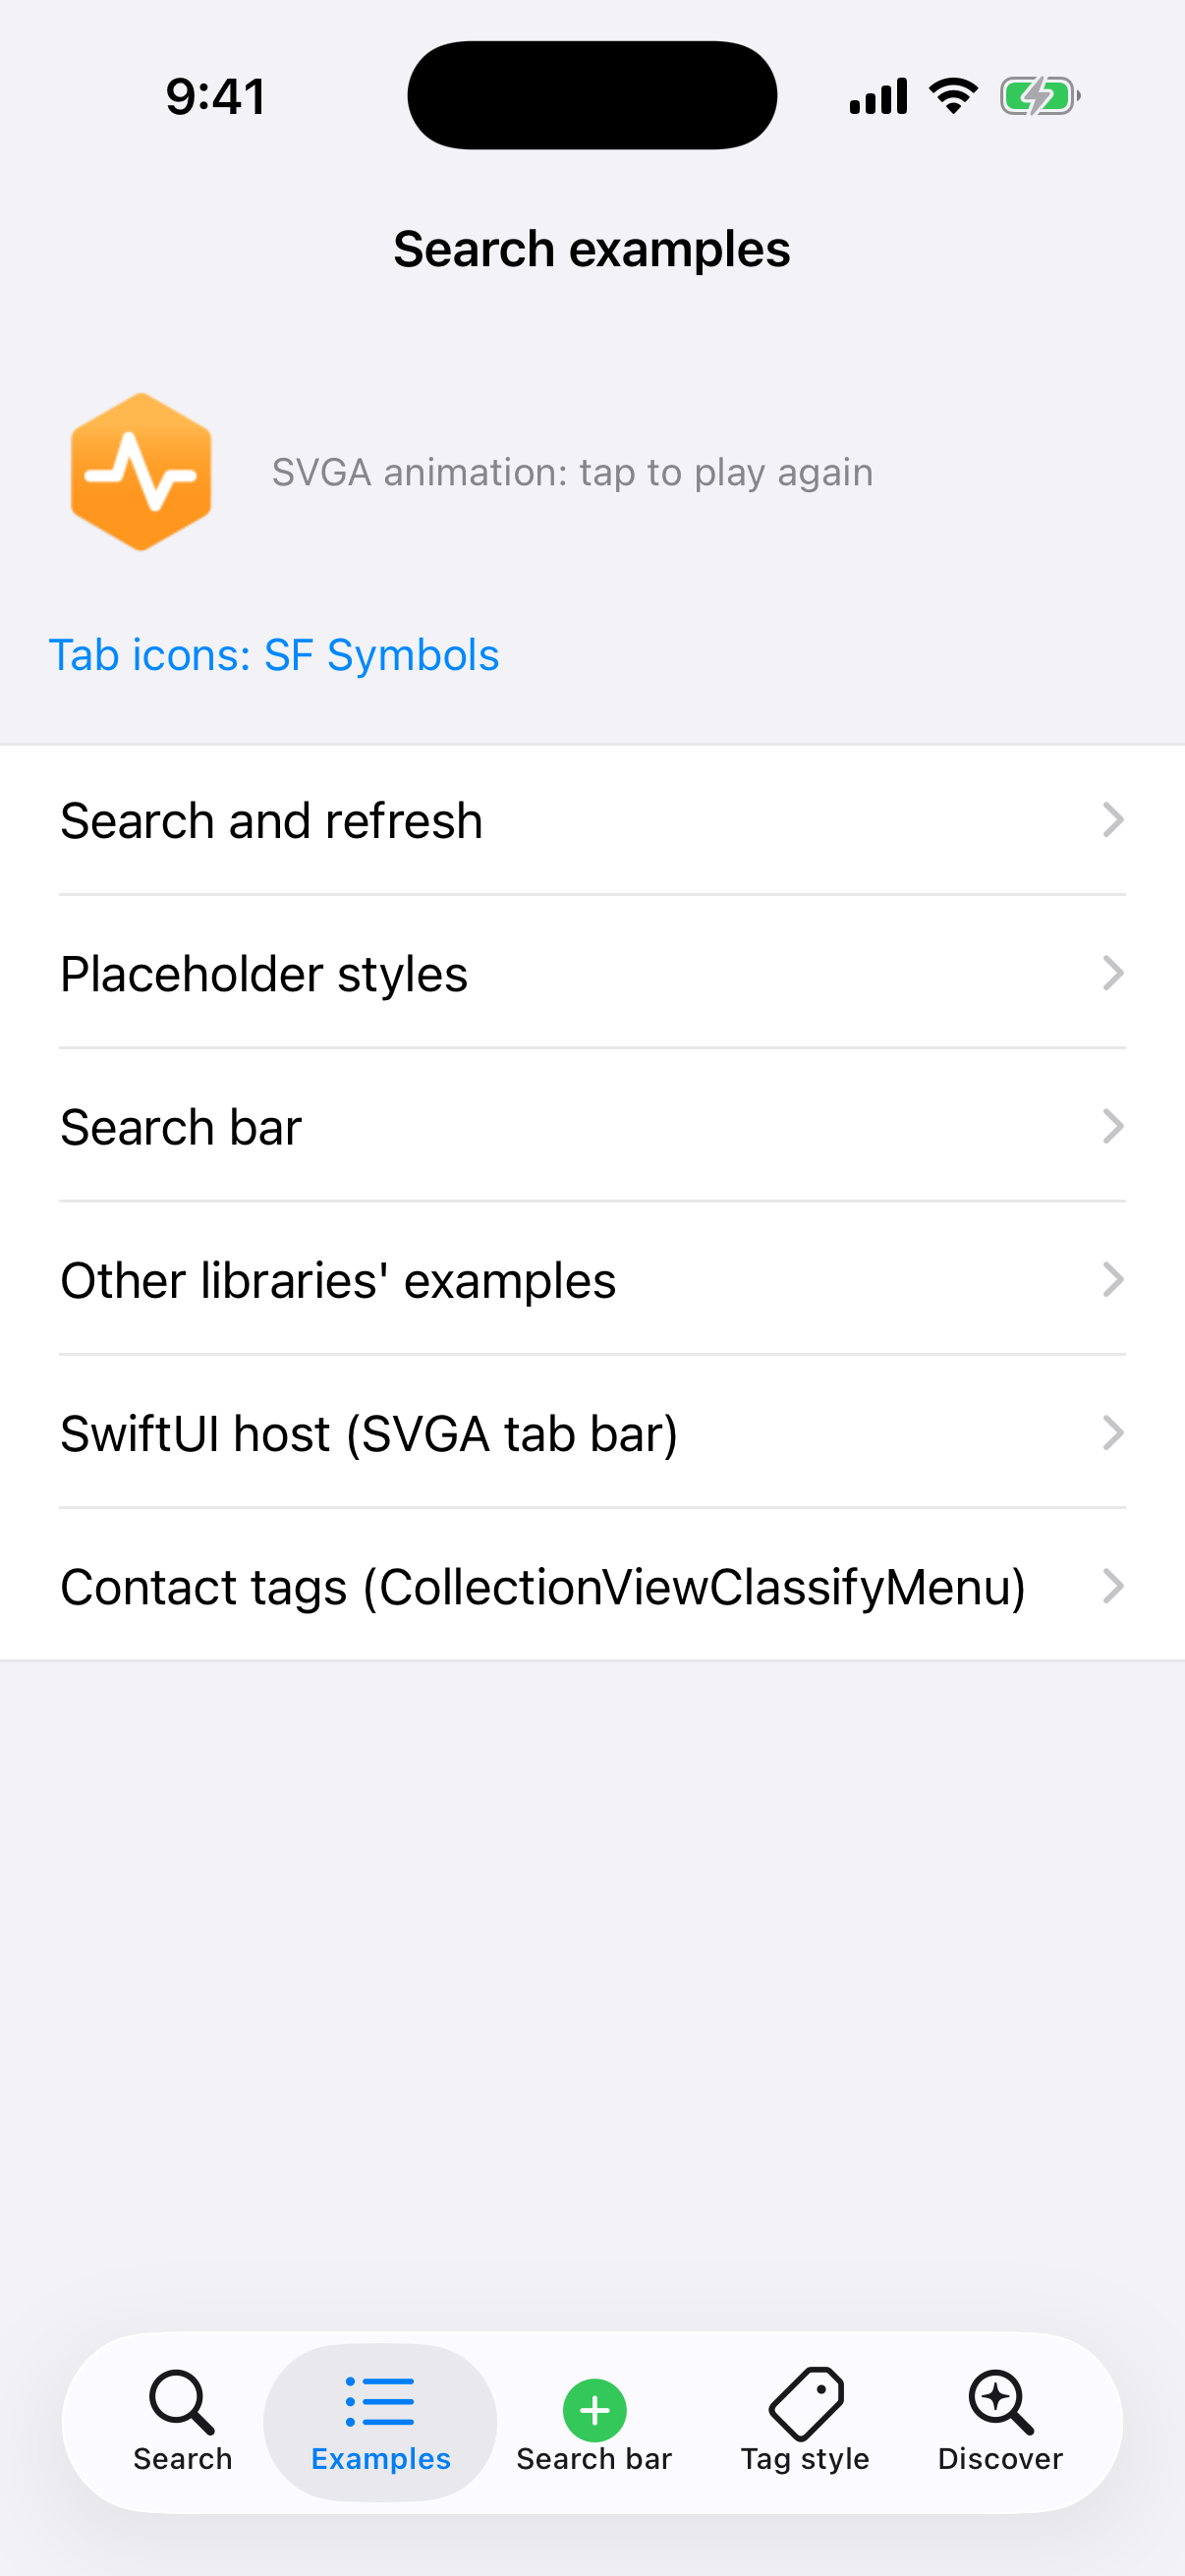 9:41
Search examples
SVGA animation: tap to play again
Tab icons: SF Symbols
Search and refresh
Placeholder styles
Search bar
Other libraries' examples
SwiftUI host (SVGA tab bar)
Contact tags (CollectionViewClassifyMenu)
Search
Examples
Search bar
Tag style
Discover